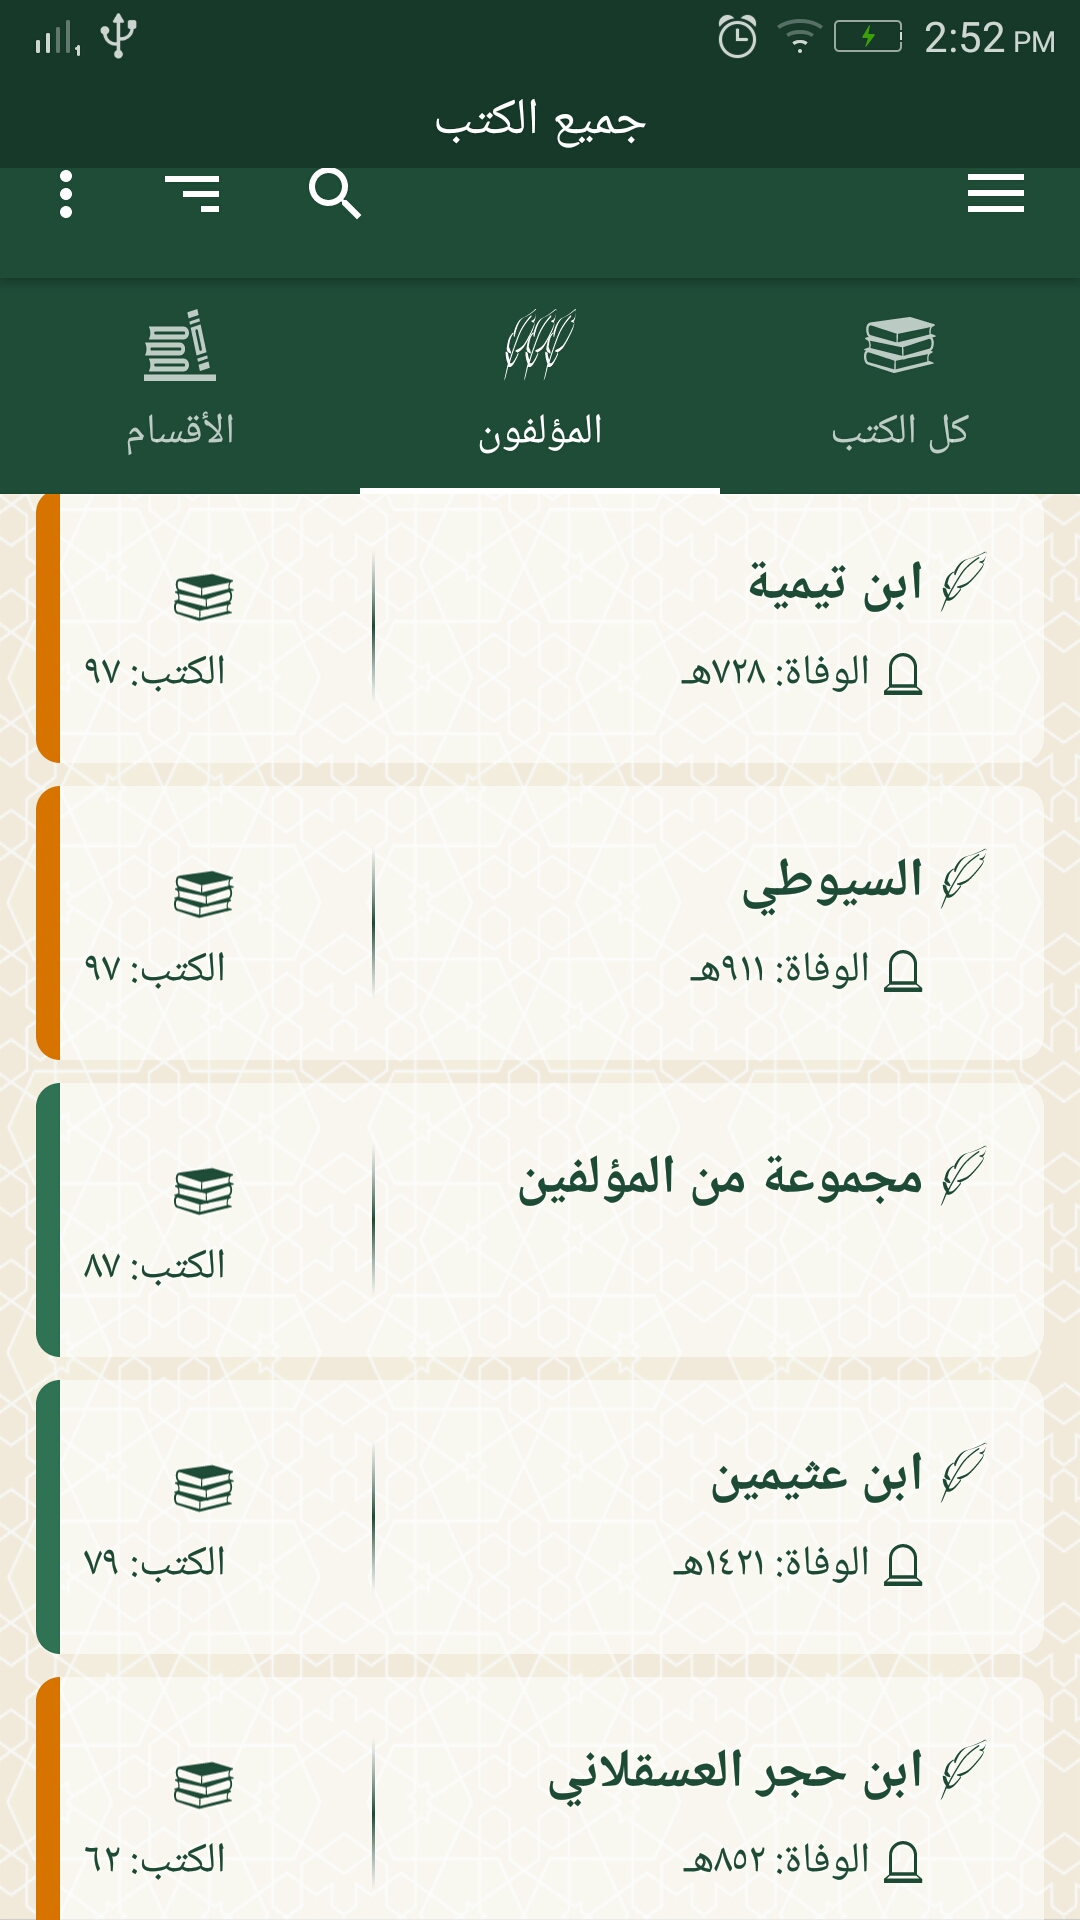 2:52 PM
جميع الكتب
كل الكتب
المؤلفون
الأقسام
ابن تيمية
الوفاة: ٧٢٨هـ
الكتب: ٩٧
السيوطي
الوفاة: ٩١١هـ
الكتب: ٩٧
مجموعة من المؤلفين
الكتب: ٨٧
ابن عثيمين
الوفاة: ١٤٢١هـ
الكتب: ٧٩
ابن حجر العسقلاني
الوفاة: ٨٥٢هـ
الكتب: ٦٢